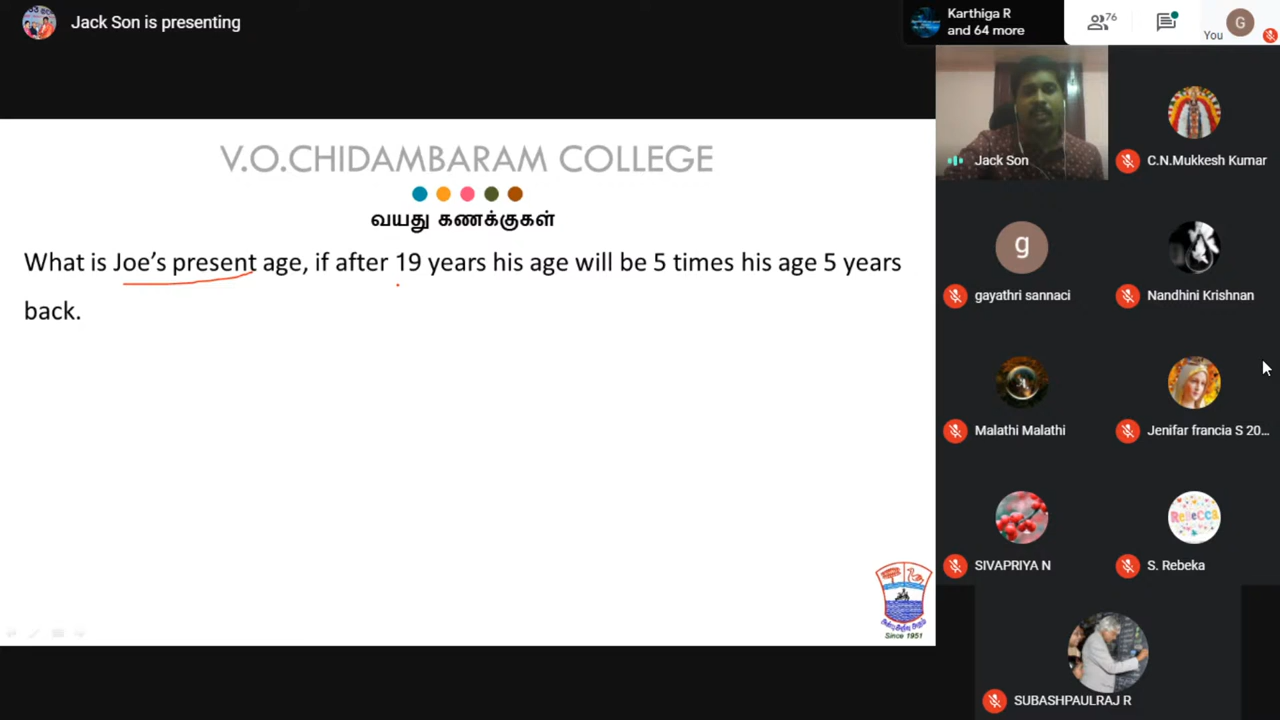 Jack Son is presenting
Karthiga R
and 64 more
76
G
You
V.O.CHIDAMBARAM COLLEGE
வயது கணக்குகள்
What is Joe's present age, if after 19 years his age will be 5 times his age 5 years
back.
Since 1951
Jack Son
C.N.Mukkesh Kumar
g
gayathri sannaci
Nandhini Krishnan
Malathi Malathi
Jenifar francia S 20...
SIVAPRIYA N
ReBeCCa
S. Rebeka
SUBASHPAULRAJ R